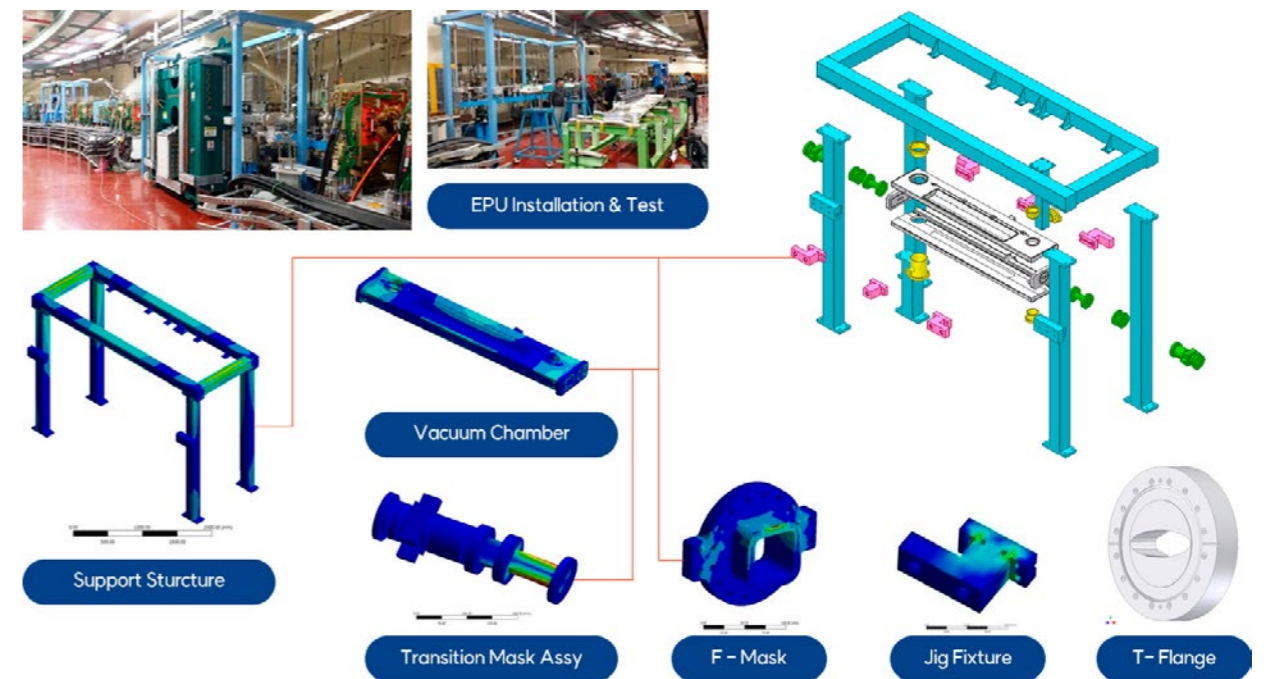 EPU Installation & Test
Vacuum Chamber
Support Sturcture
Transition Mask Assy
F - Mask
Jig Fixture
T- Flange